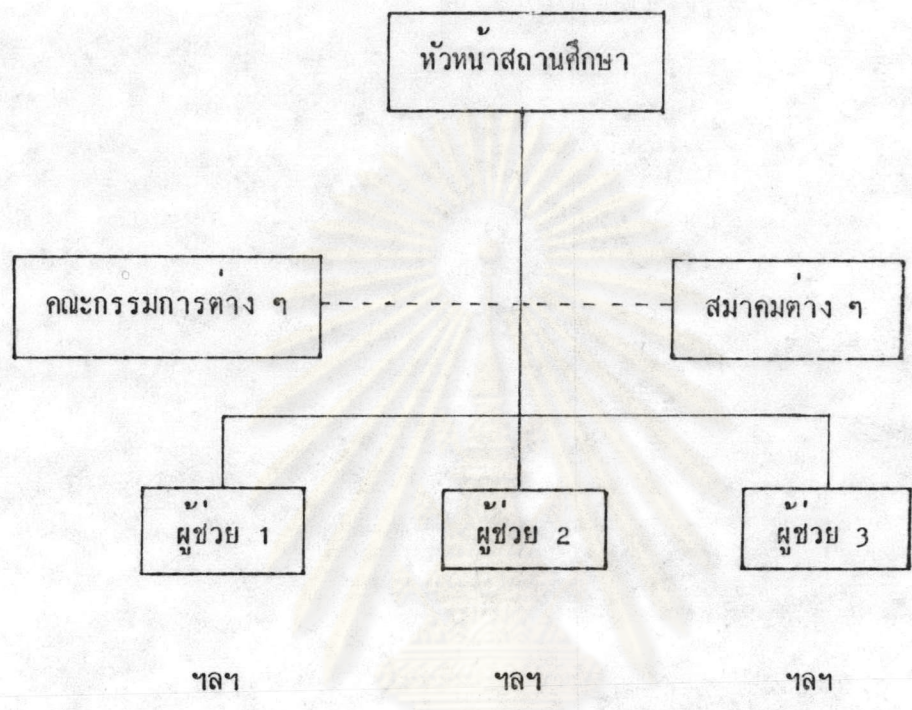 หัวหน้าสถานศึกษา
คณะกรรมการต่าง ๆ
สมาคมต่าง ๆ
ผู้ช่วย 1
ผู้ช่วย 2
ผู้ช่วย 3
ฯลฯ
ฯลฯ
ฯลฯ